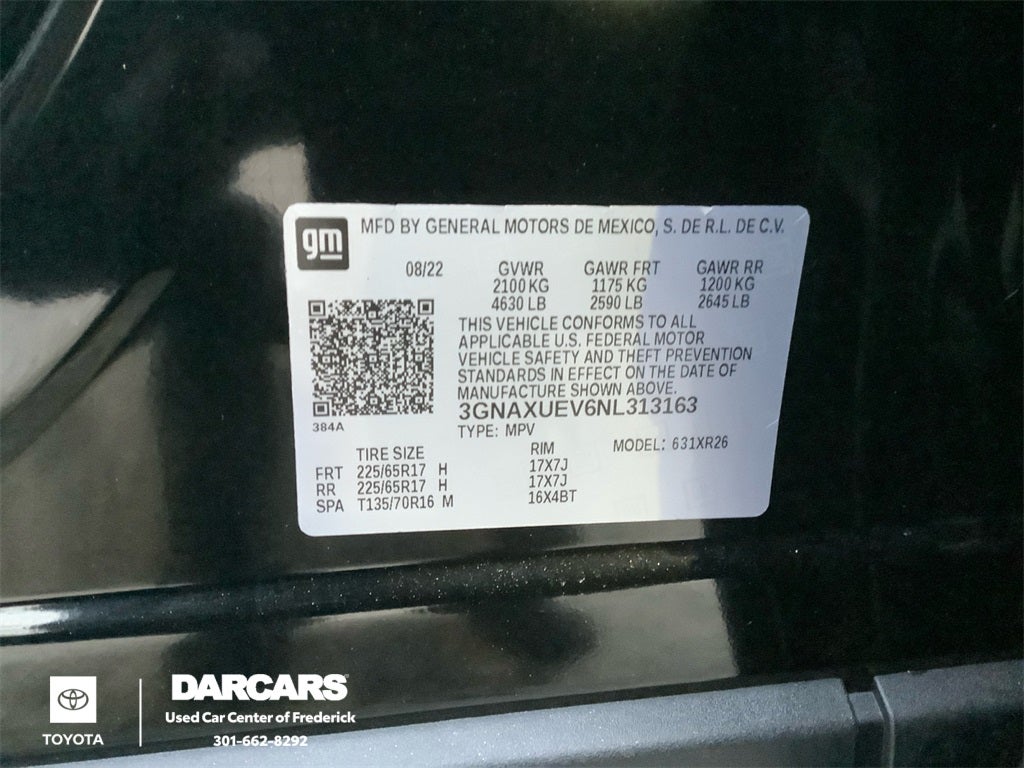 gm
MFD BY GENERAL MOTORS DE MEXICO, S. DE R.L. DE C.V.
08/22 GVWR GAWR FRT GAWR RR
2100 KG 1175 KG 1200 KG
4630 LB 2590 LB 2645 LB
THIS VEHICLE CONFORMS TO ALL
APPLICABLE U.S. FEDERAL MOTOR
VEHICLE SAFETY AND THEFT PREVENTION
STANDARDS IN EFFECT ON THE DATE OF
MANUFACTURE SHOWN ABOVE.
3GNAXUEV6NL313163
384A
TYPE: MPV MODEL: 631XR26
TIRE SIZE RIM
FRT 225/65R17 H 17X7J
RR 225/65R17 H 17X7J
SPA T135/70R16 M 16X4BT
TOYOTA
DARCARS
Used Car Center of Frederick
301-662-8292